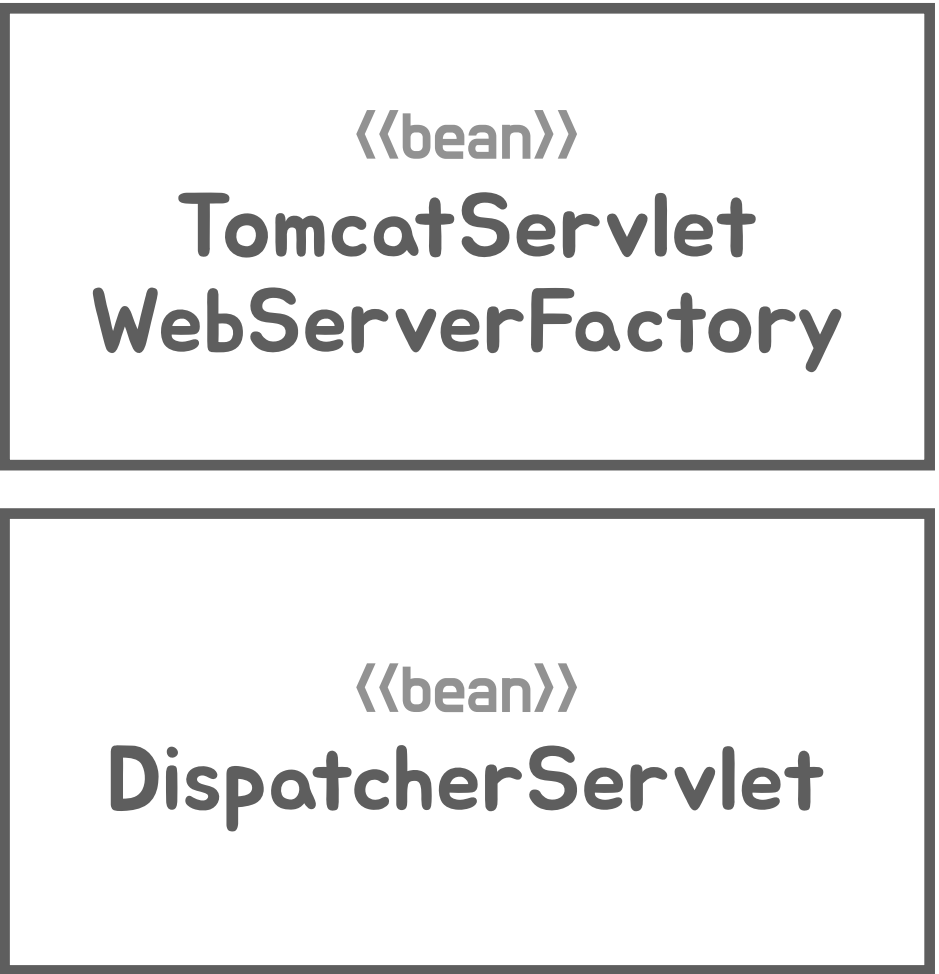 《bean》
TomcatServlet
WebServerFactory
《bean》
DispatcherServlet